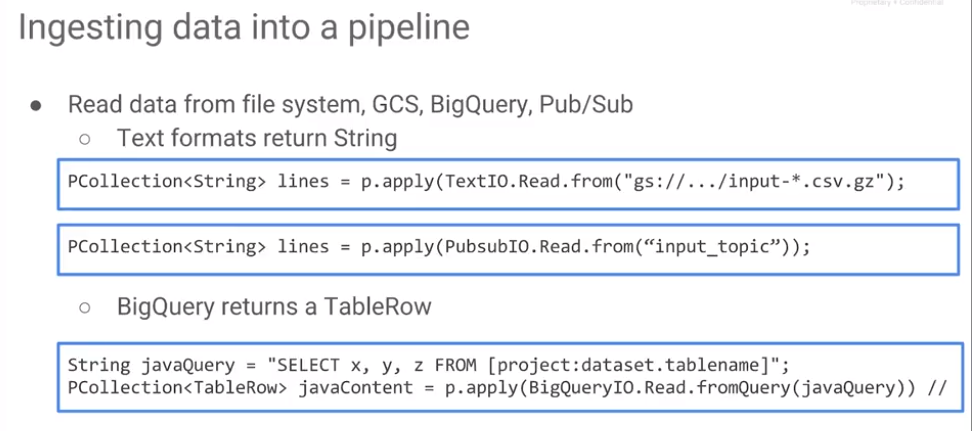 Proprietary + Confidential
Ingesting data into a pipeline
● Read data from file system, GCS, BigQuery, Pub/Sub
○ Text formats return String
PCollection<String> lines = p.apply(TextIO.Read.from("gs://.../input-*.csv.gz");
PCollection<String> lines = p.apply(PubsubIO.Read.from(“input_topic”));
○ BigQuery returns a TableRow
String javaQuery = "SELECT x, y, z FROM [project:dataset.tablename]";
PCollection<TableRow> javaContent = p.apply(BigQueryIO.Read.fromQuery(javaQuery)) //